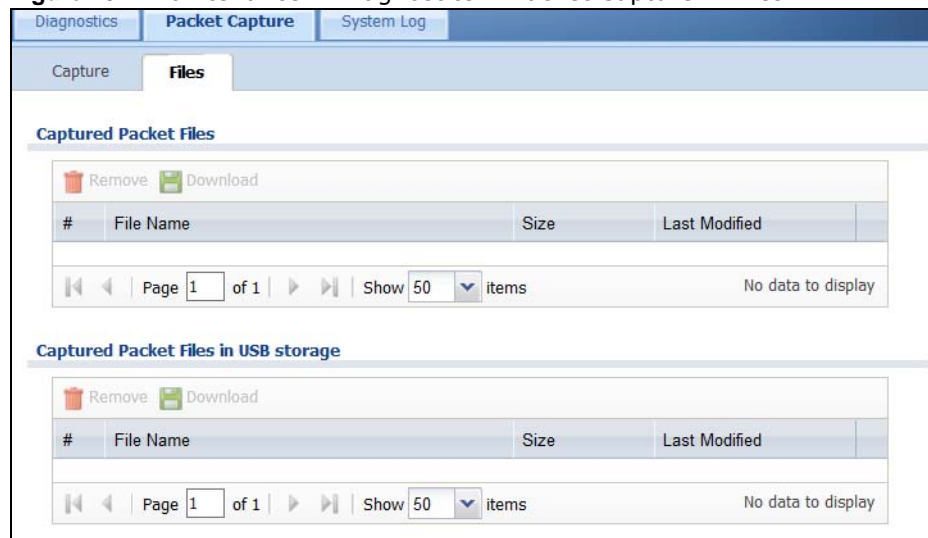 Diagnostics Packet Capture System Log
Capture Files
Captured Packet Files
Remove Download
# File Name Size Last Modified
Page 1 of 1 Show 50 items No data to display
Captured Packet Files in USB storage
Remove Download
# File Name Size Last Modified
Page 1 of 1 Show 50 items No data to display